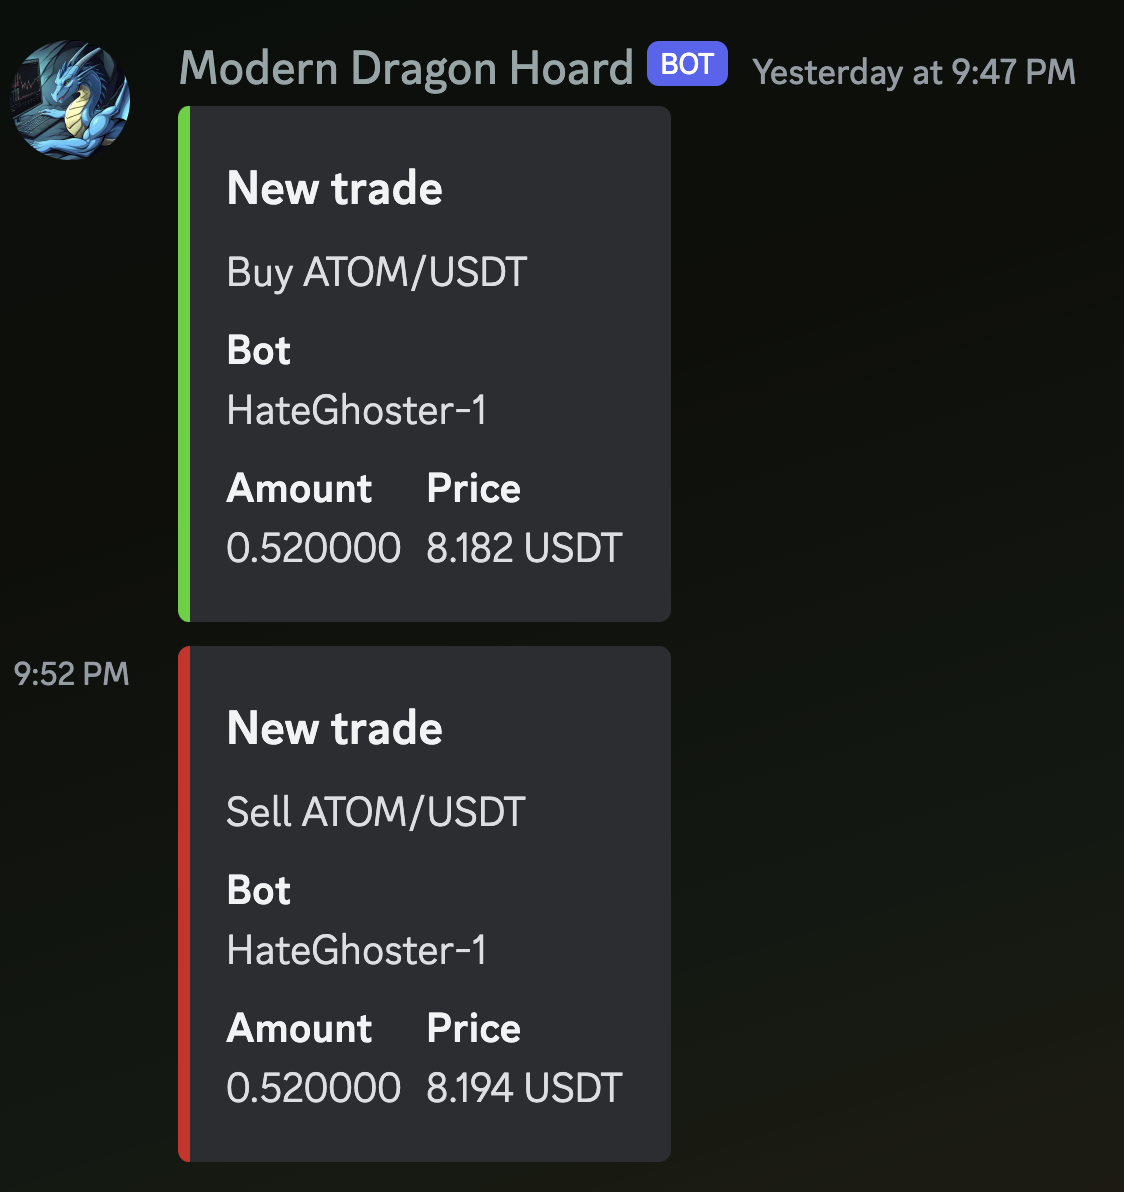 Modern Dragon Hoard BOT Yesterday at 9:47 PM
New trade
Buy ATOM/USDT
Bot
HateGhoster-1
Amount Price
0.520000 8.182 USDT
9:52 PM
New trade
Sell ATOM/USDT
Bot
HateGhoster-1
Amount Price
0.520000 8.194 USDT